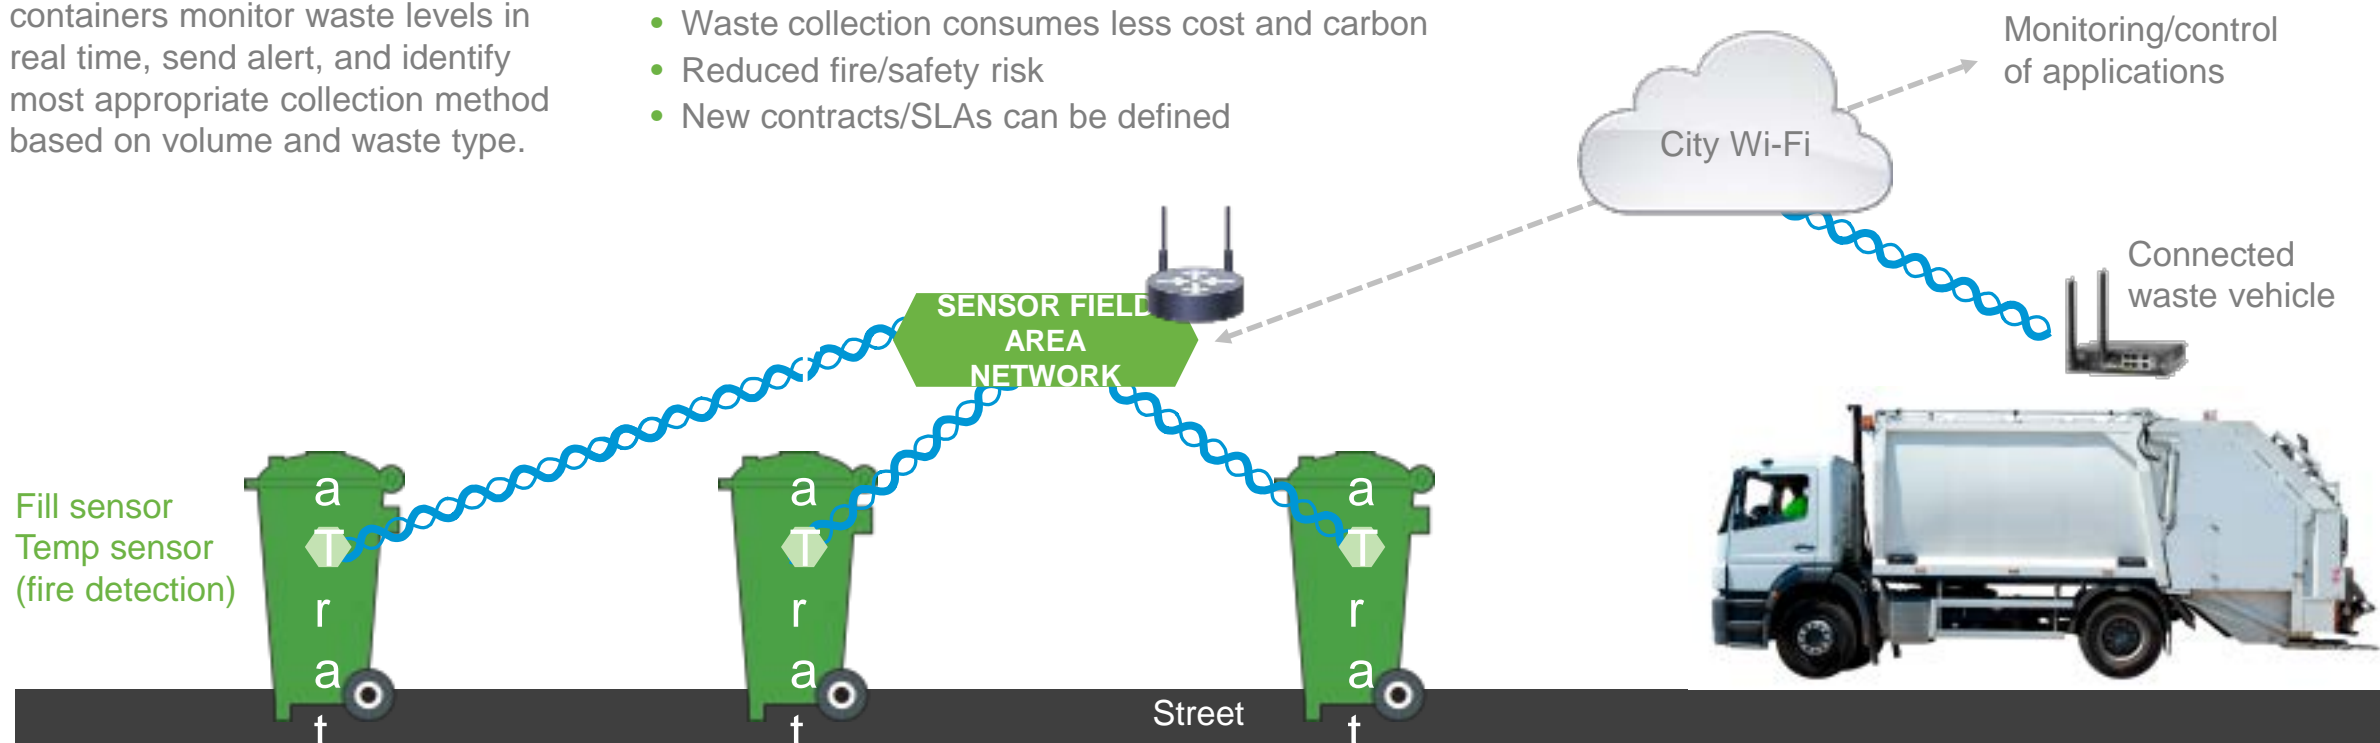 containers monitor waste levels in
real time, send alert, and identify
most appropriate collection method
based on volume and waste type.
• Waste collection consumes less cost and carbon
• Reduced fire/safety risk
• New contracts/SLAs can be defined
Monitoring/control
of applications
City Wi-Fi
Connected
waste vehicle
SENSOR FIELD
AREA
NETWORK
Fill sensor
Temp sensor
(fire detection)
a
T
r
a
t
a
T
r
a
t
a
T
r
a
t
Street